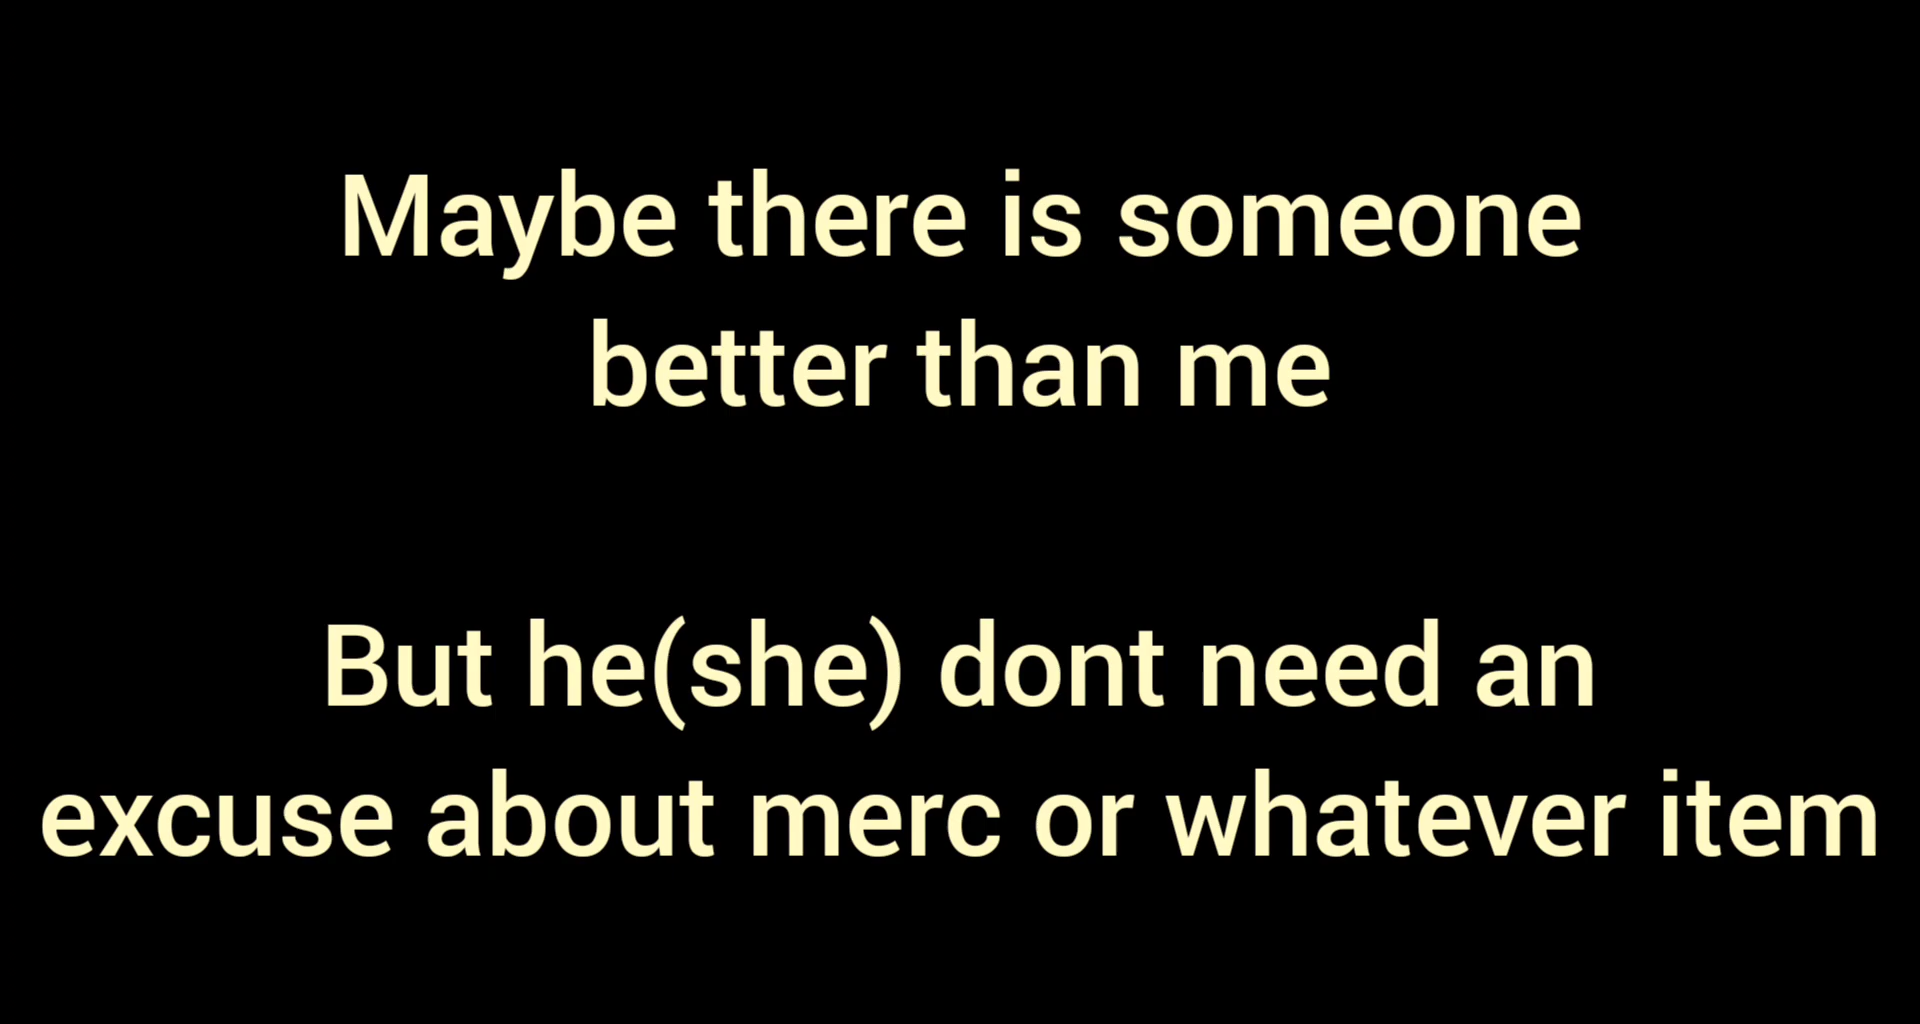 Maybe there is someone
better than me
But he(she) dont need an
excuse about merc or whatever item